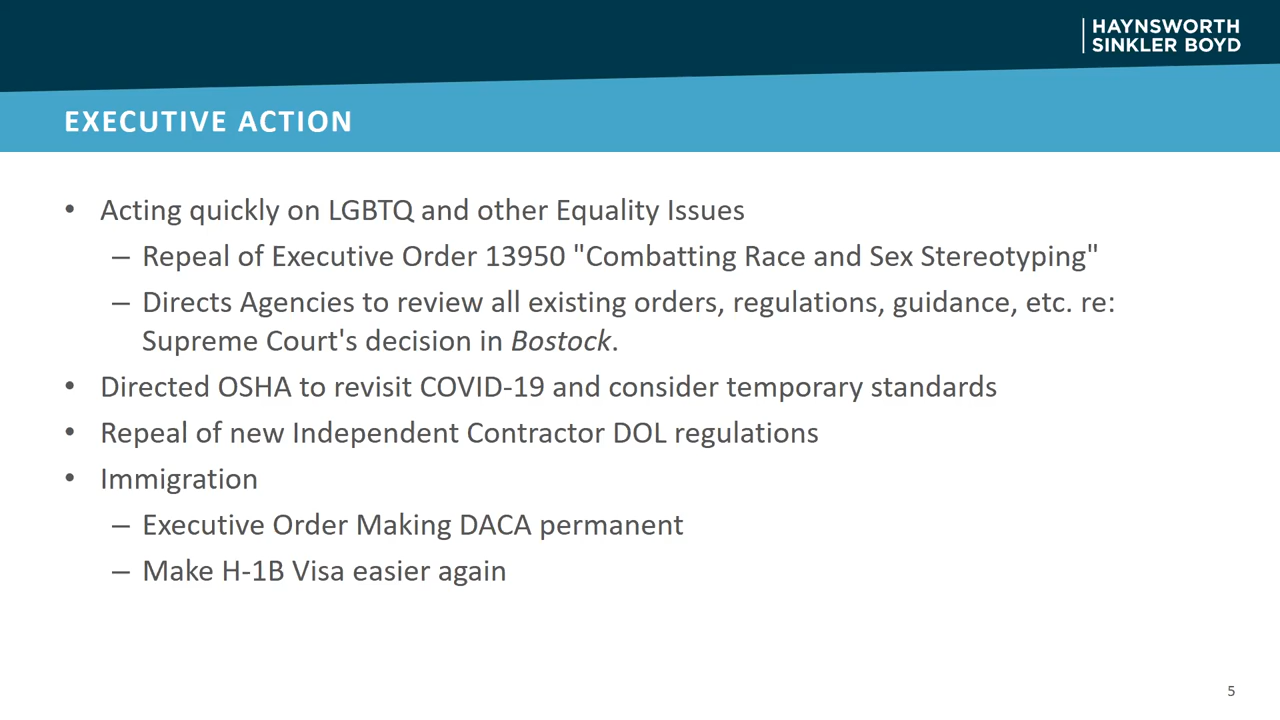 HAYNSWORTH
SINKLER BOYD
EXECUTIVE ACTION
• Acting quickly on LGBTQ and other Equality Issues
– Repeal of Executive Order 13950 "Combatting Race and Sex Stereotyping"
– Directs Agencies to review all existing orders, regulations, guidance, etc. re:
Supreme Court's decision in Bostock.
• Directed OSHA to revisit COVID-19 and consider temporary standards
• Repeal of new Independent Contractor DOL regulations
• Immigration
– Executive Order Making DACA permanent
– Make H-1B Visa easier again
5